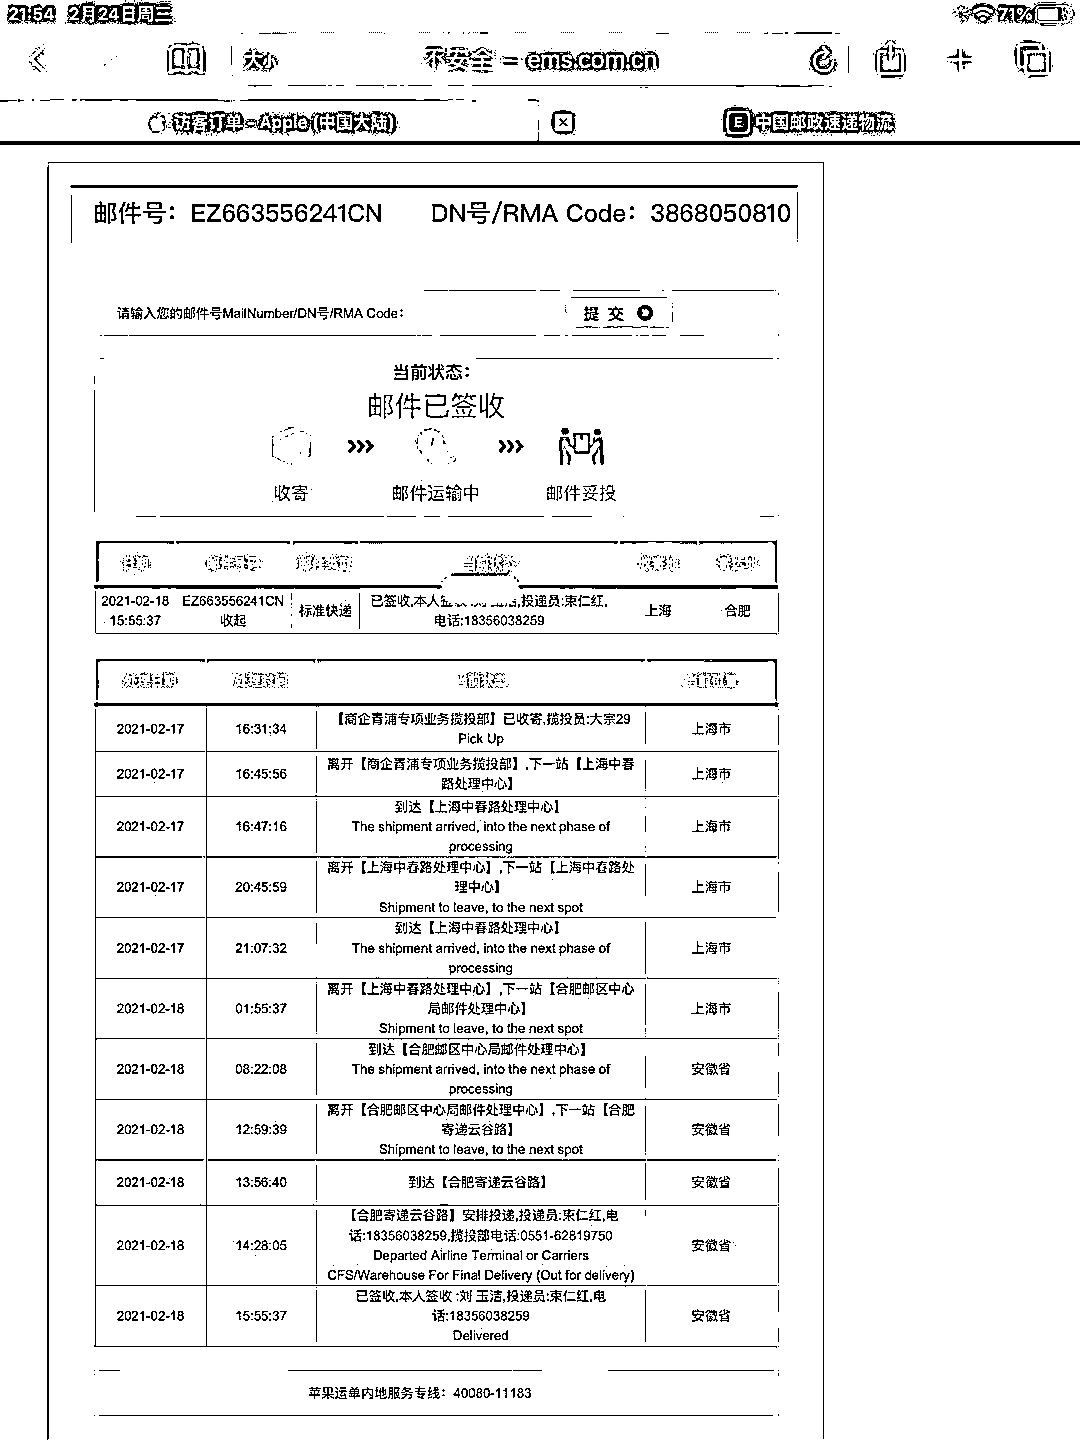 21:54 2月24日周三 71%
大小 不安全 — ems.com.cn
访客订单 - Apple (中国大陆) 中国邮政速递物流
邮件号：EZ663556241CN DN号/RMA Code：3868050810
请输入您的邮件号MailNumber/DN号/RMA Code： 提 交
当前状态：
邮件已签收
收寄 邮件运输中 邮件妥投
日期 当前状态
2021-02-18 15:55:37 EZ663556241CN 收起 标准快递 已签收,本人签收 :刘 玉洁,投递员:束仁红, 电话:18356038259 上海 合肥
处理日期 处理时间 当前状态
2021-02-17 16:31:34 【商企青浦专项业务揽投部】已收寄,揽投员:大宗29 上海市
Pick Up
2021-02-17 16:45:56 离开【商企青浦专项业务揽投部】,下一站【上海中春 上海市
路处理中心】
到达【上海中春路处理中心】
2021-02-17 16:47:16 The shipment arrived, into the next phase of 上海市
processing
离开【上海中春路处理中心】,下一站【上海中春路处
2021-02-17 20:45:59 理中心】 上海市
Shipment to leave, to the next spot
到达【上海中春路处理中心】
2021-02-17 21:07:32 The shipment arrived, into the next phase of 上海市
processing
离开【上海中春路处理中心】,下一站【合肥邮区中心
2021-02-18 01:55:37 局邮件处理中心】 上海市
Shipment to leave, to the next spot
到达【合肥邮区中心局邮件处理中心】
2021-02-18 08:22:08 The shipment arrived, into the next phase of 安徽省
processing
离开【合肥邮区中心局邮件处理中心】,下一站【合肥
2021-02-18 12:59:39 寄递云谷路】 安徽省
Shipment to leave, to the next spot
2021-02-18 13:56:40 到达【合肥寄递云谷路】 安徽省
【合肥寄递云谷路】安排投递,投递员:束仁红,电
2021-02-18 14:28:05 话:18356038259,揽投部电话:0551-62819750 安徽省
Departed Airline Terminal or Carriers
CFS/Warehouse For Final Delivery (Out for delivery)
已签收,本人签收 :刘 玉洁,投递员:束仁红,电
2021-02-18 15:55:37 话:18356038259 安徽省
Delivered
苹果运单内地服务专线：40080-11183